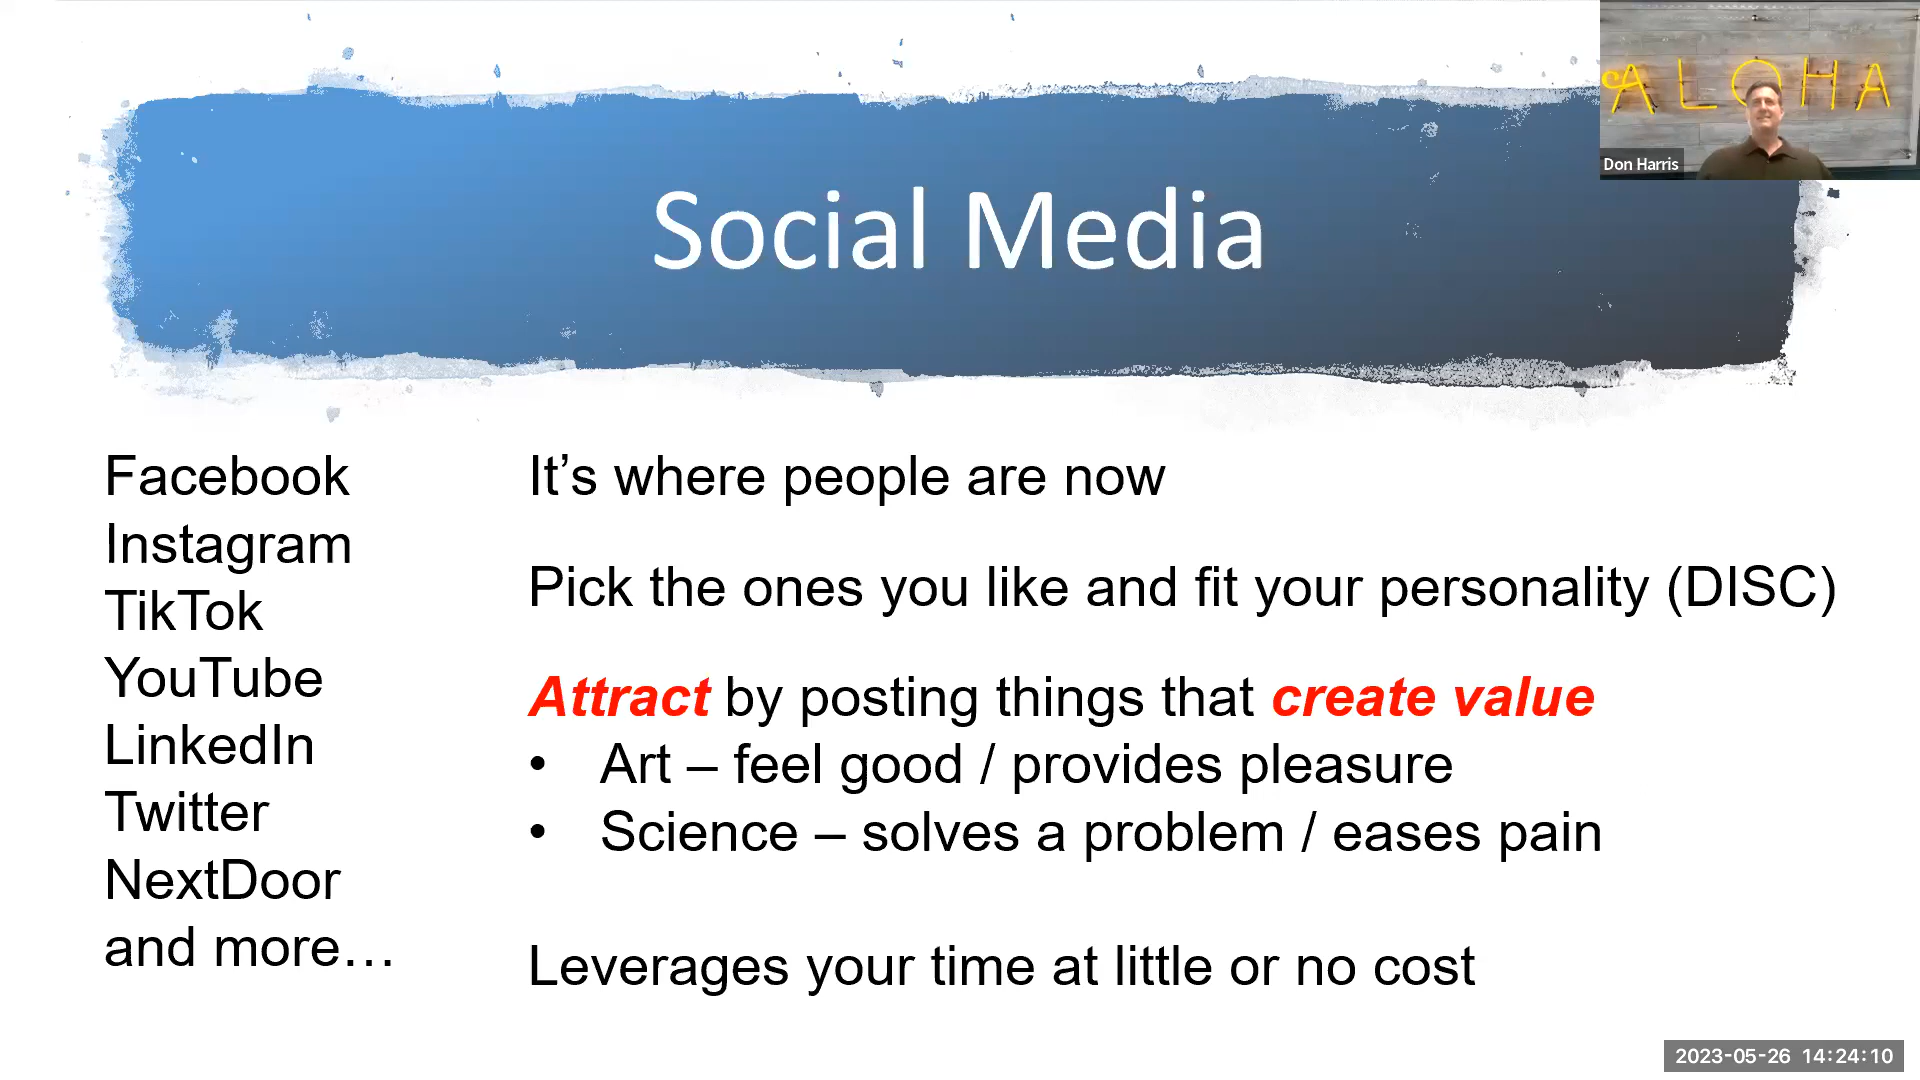 ALOHA
Don Harris
Social Media
Facebook
Instagram
TikTok
YouTube
LinkedIn
Twitter
NextDoor
and more…
It’s where people are now
Pick the ones you like and fit your personality (DISC)
Attract by posting things that create value
• Art – feel good / provides pleasure
• Science – solves a problem / eases pain
Leverages your time at little or no cost
2023-05-26 14:24:10